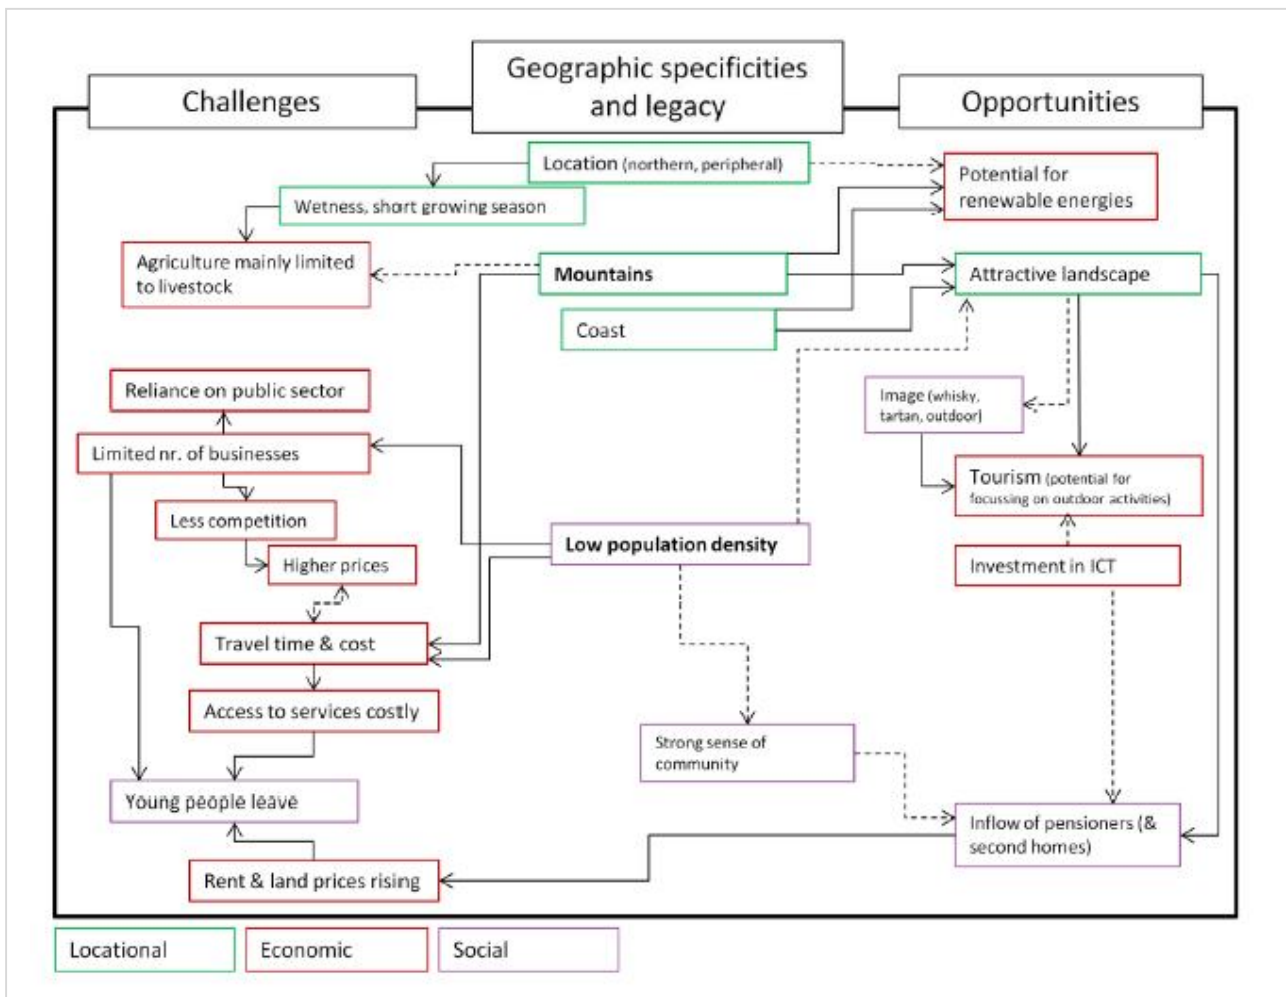 Challenges
Geographic specificities
and legacy
Opportunities
Location (northern, peripheral)
Potential for
renewable energies
Wetness, short growing season
Agriculture mainly limited
to livestock
Mountains
Attractive landscape
Coast
Reliance on public sector
Image (whisky,
tartan, outdoor)
Limited nr. of businesses
Tourism (potential for
focussing on outdoor activities)
Less competition
Low population density
Higher prices
Investment in ICT
Travel time & cost
Access to services costly
Strong sense of
community
Young people leave
Inflow of pensioners (&
second homes)
Rent & land prices rising
Locational
Economic
Social